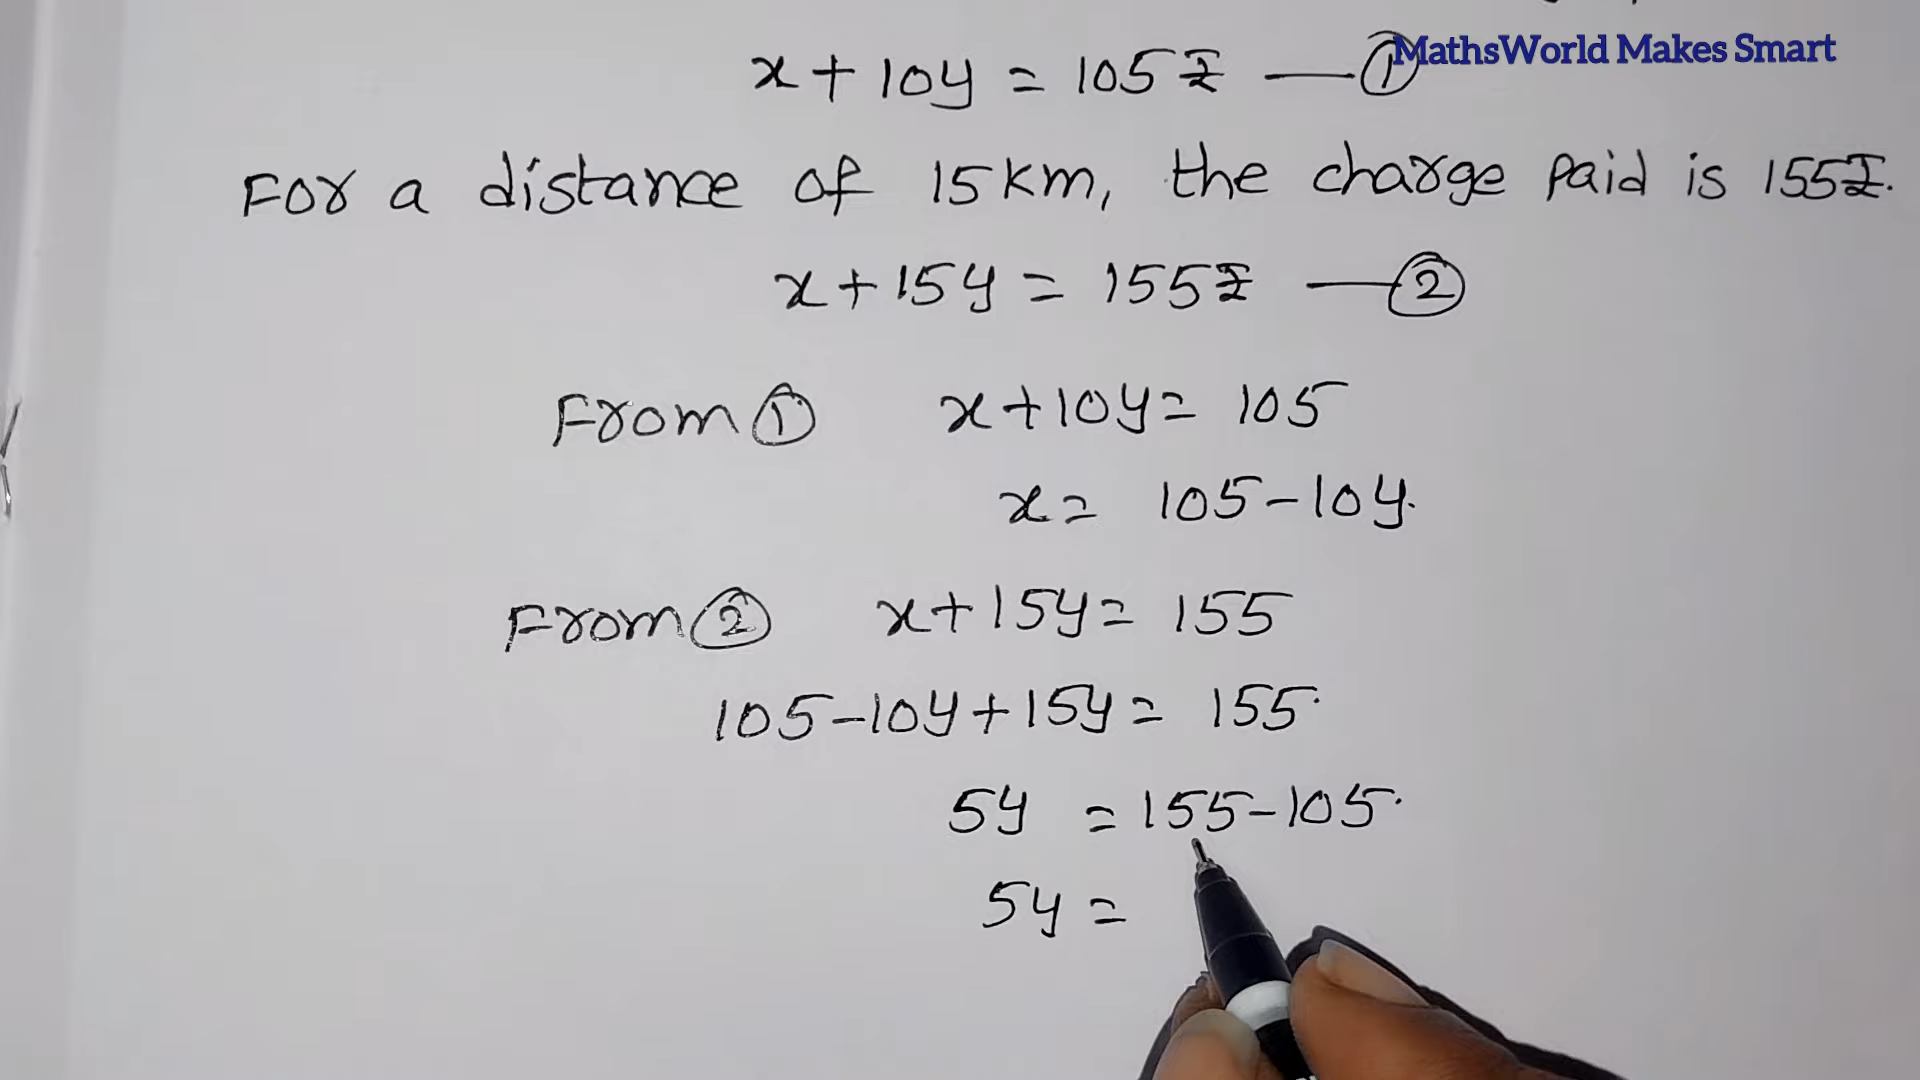 MathsWorld Makes Smart
x + 10y = 105₹ — ①
For a distance of 15km, the charge paid is 155₹.
x + 15y = 155₹ — ②
From ① x + 10y = 105
x = 105 - 10y.
From ② x + 15y = 155
105 - 10y + 15y = 155.
5y = 155 - 105.
5y =